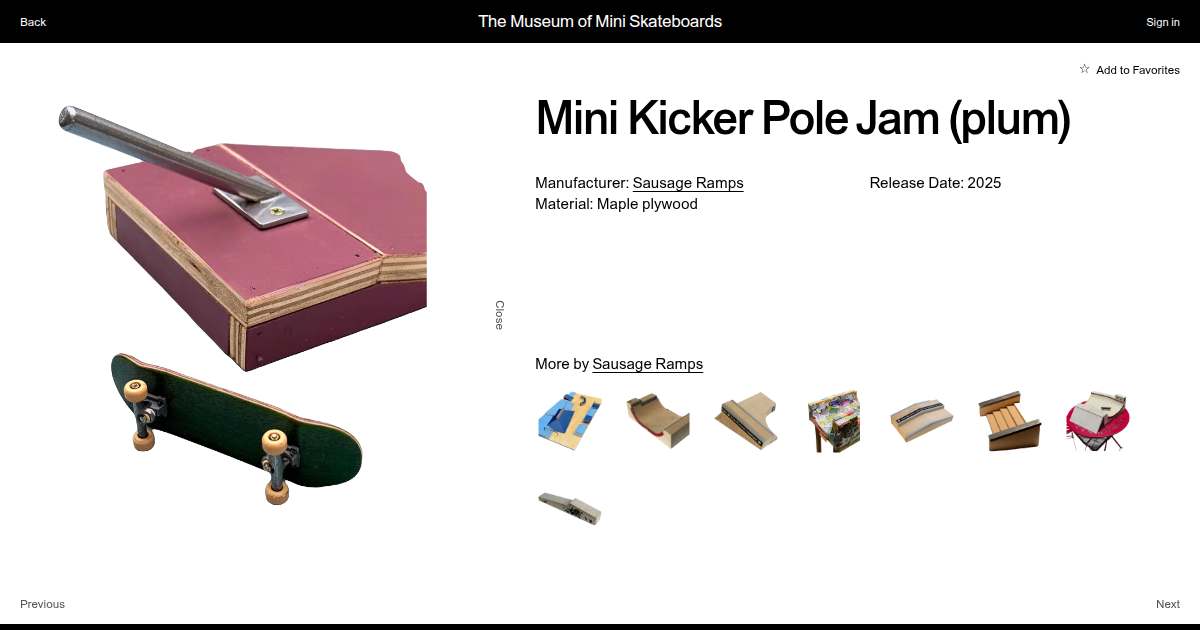 Back
The Museum of Mini Skateboards
Sign in
☆ Add to Favorites
Mini Kicker Pole Jam (plum)
Manufacturer: Sausage Ramps
Release Date: 2025
Material: Maple plywood
Close
More by Sausage Ramps
Previous
Next